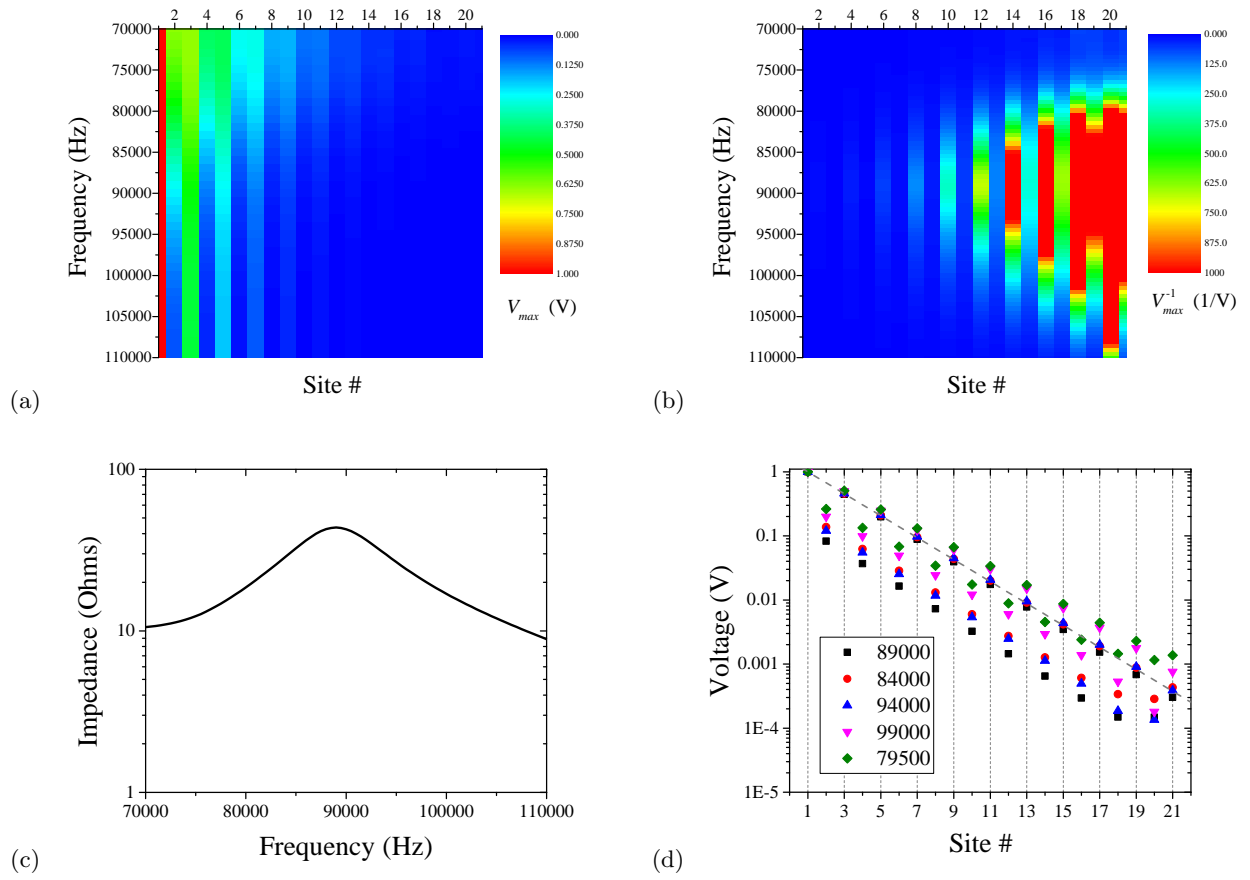 2 4 6 8 10 12 14 16 18 20
70000
75000
80000
85000
90000
95000
100000
105000
110000
Frequency (Hz)
Site #
0.000
0.1250
0.2500
0.3750
0.5000
0.6250
0.7500
0.8750
1.000
V_max (V)
(a)
2 4 6 8 10 12 14 16 18 20
70000
75000
80000
85000
90000
95000
100000
105000
110000
Frequency (Hz)
Site #
0.000
125.0
250.0
375.0
500.0
625.0
750.0
875.0
1000
V_max^-1 (1/V)
(b)
100
10
1
Impedance (Ohms)
70000 80000 90000 100000 110000
Frequency (Hz)
(c)
1
0.1
0.01
0.001
1E-4
1E-5
Voltage (V)
89000
84000
94000
99000
79500
1 3 5 7 9 11 13 15 17 19 21
Site #
(d)